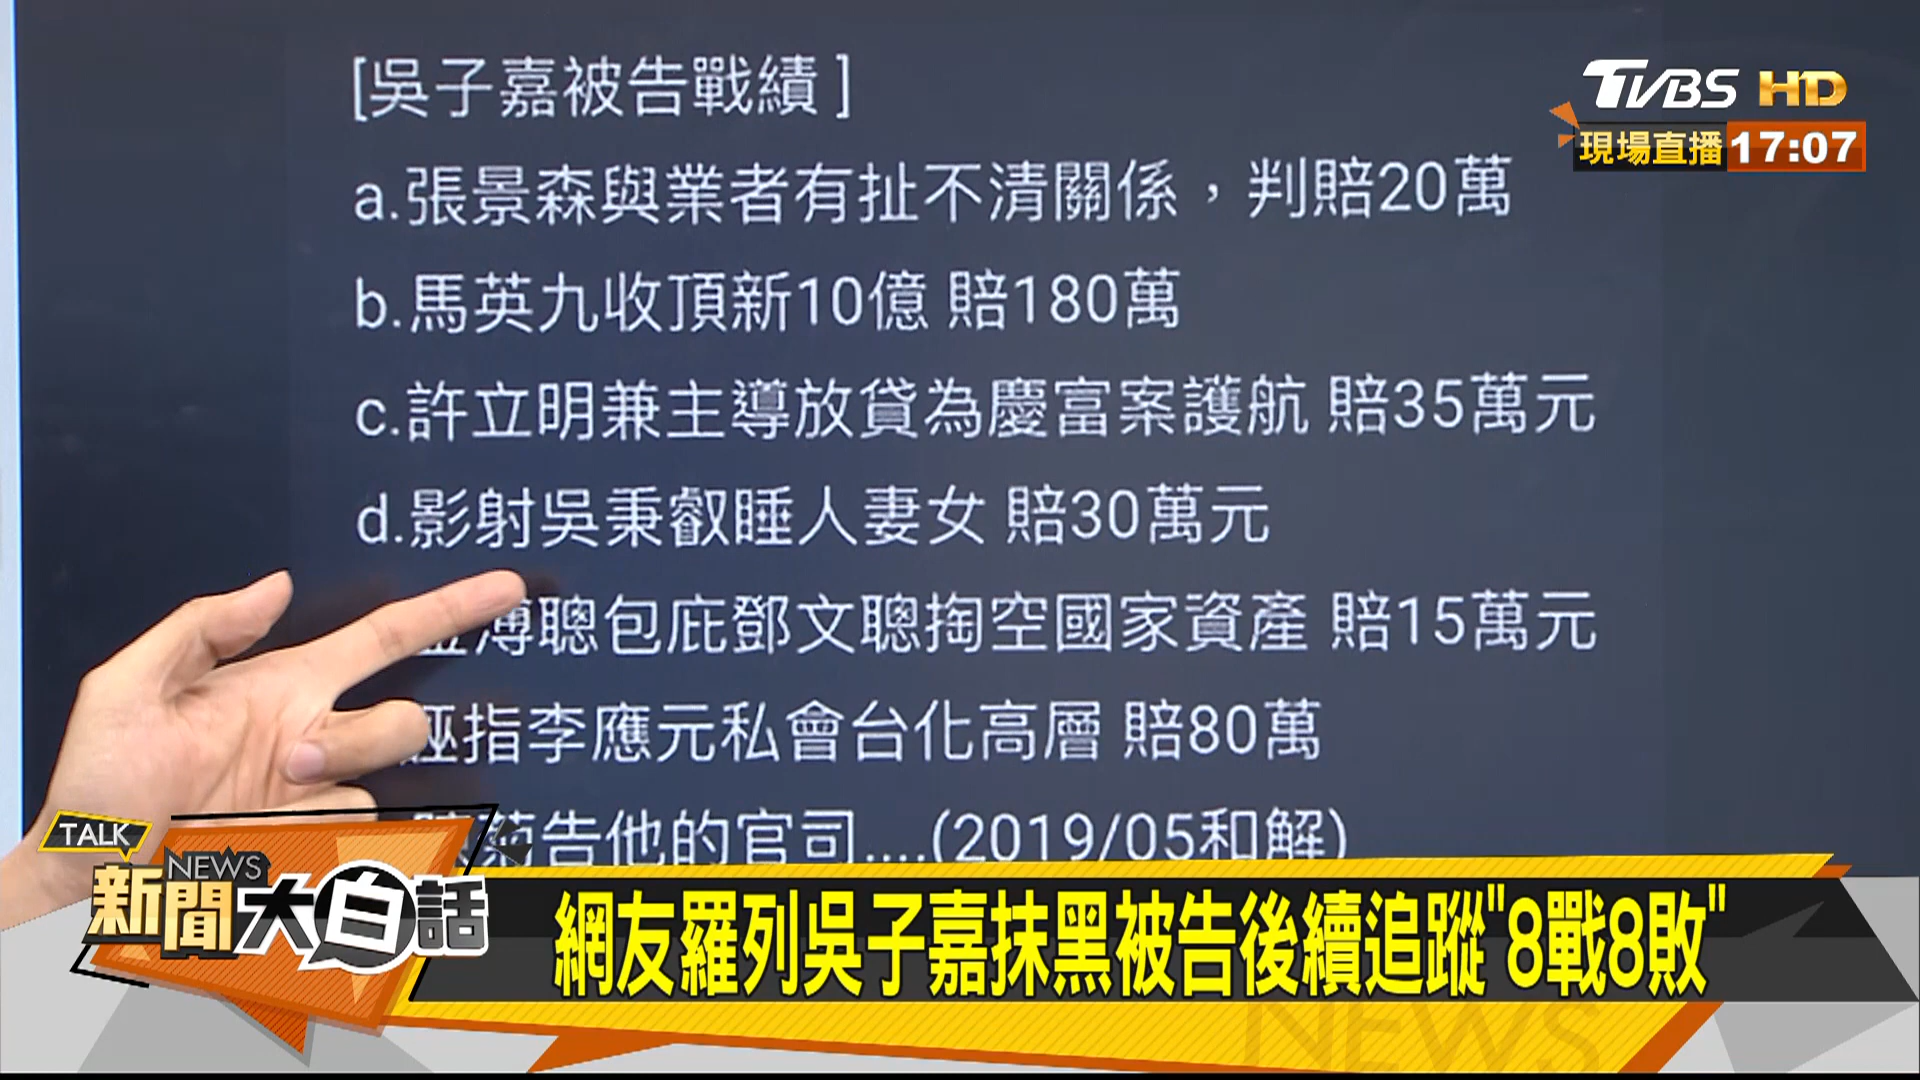 [吳子嘉被告戰績]
TVBS HD
現場直播 17:07
a.張景森與業者有扯不清關係，判賠20萬
b.馬英九收頂新10億 賠180萬
c.許立明兼主導放貸為慶富案護航 賠35萬元
d.影射吳秉叡睡人妻女 賠30萬元
溥聰包庇鄧文聰掏空國家資產 賠15萬元
誣指李應元私會台化高層 賠80萬
菊告他的官司....(2019/05和解)
TALK
NEWS
新聞大白話
網友羅列吳子嘉抹黑被告後續追蹤"8戰8敗"
NEWS